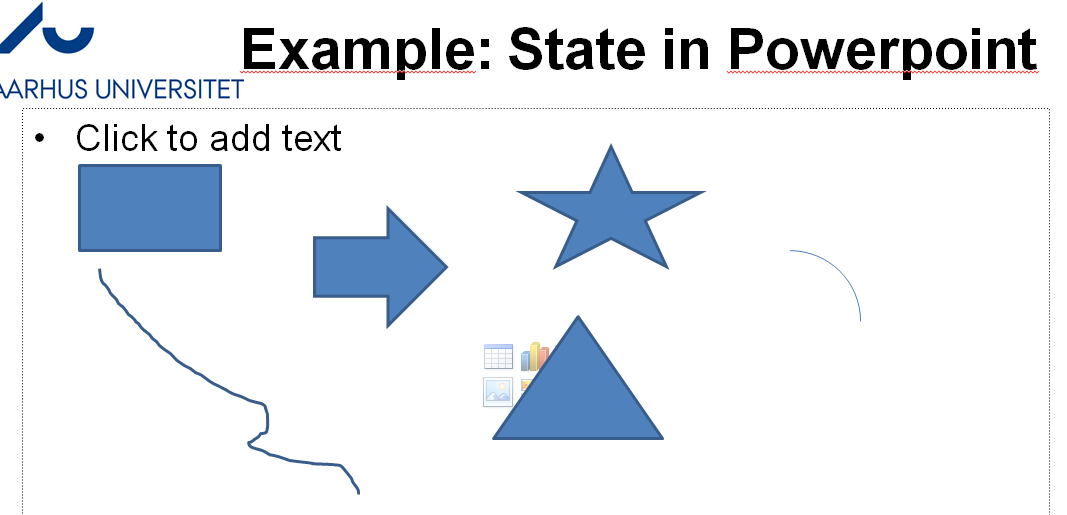 Example: State in Powerpoint
AARHUS UNIVERSITET
• Click to add text